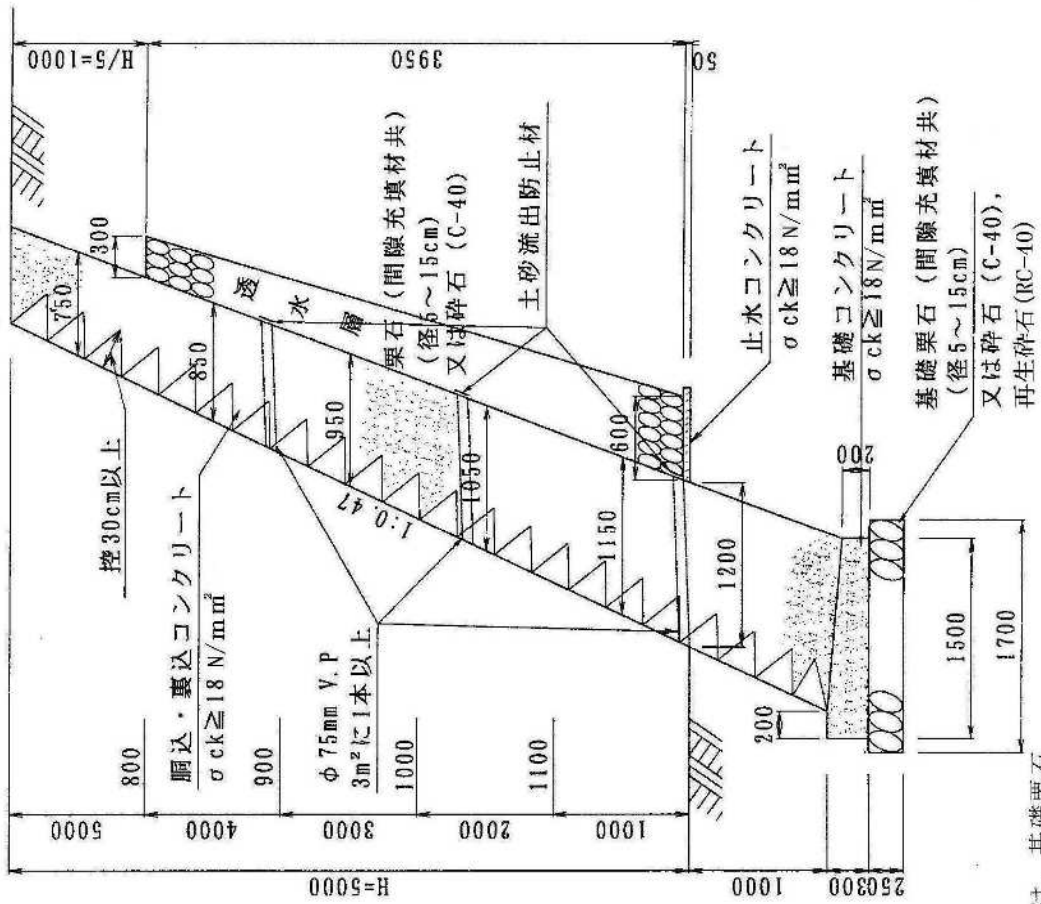 H/5=1000
3950
50
300
750
850
950
1050
1150
1200
600
200
透水層
1:0.47
控30cm以上
栗石（間隙充填材共）
(径5～15cm)
又は砕石 (C-40)
土砂流出防止材
胴込・裏込コンクリート
σck≧18N/mm²
φ75mm V.P
3m²に1本以上
止水コンクリート
σck≧18N/mm²
基礎コンクリート
σck≧18N/mm²
基礎栗石（間隙充填材共）
(径5～15cm)
又は砕石 (C-40),
再生砕石(RC-40)
200
1500
1700
800
900
1000
1100
5000
4000
3000
2000
1000
H=5000
1000
300
250